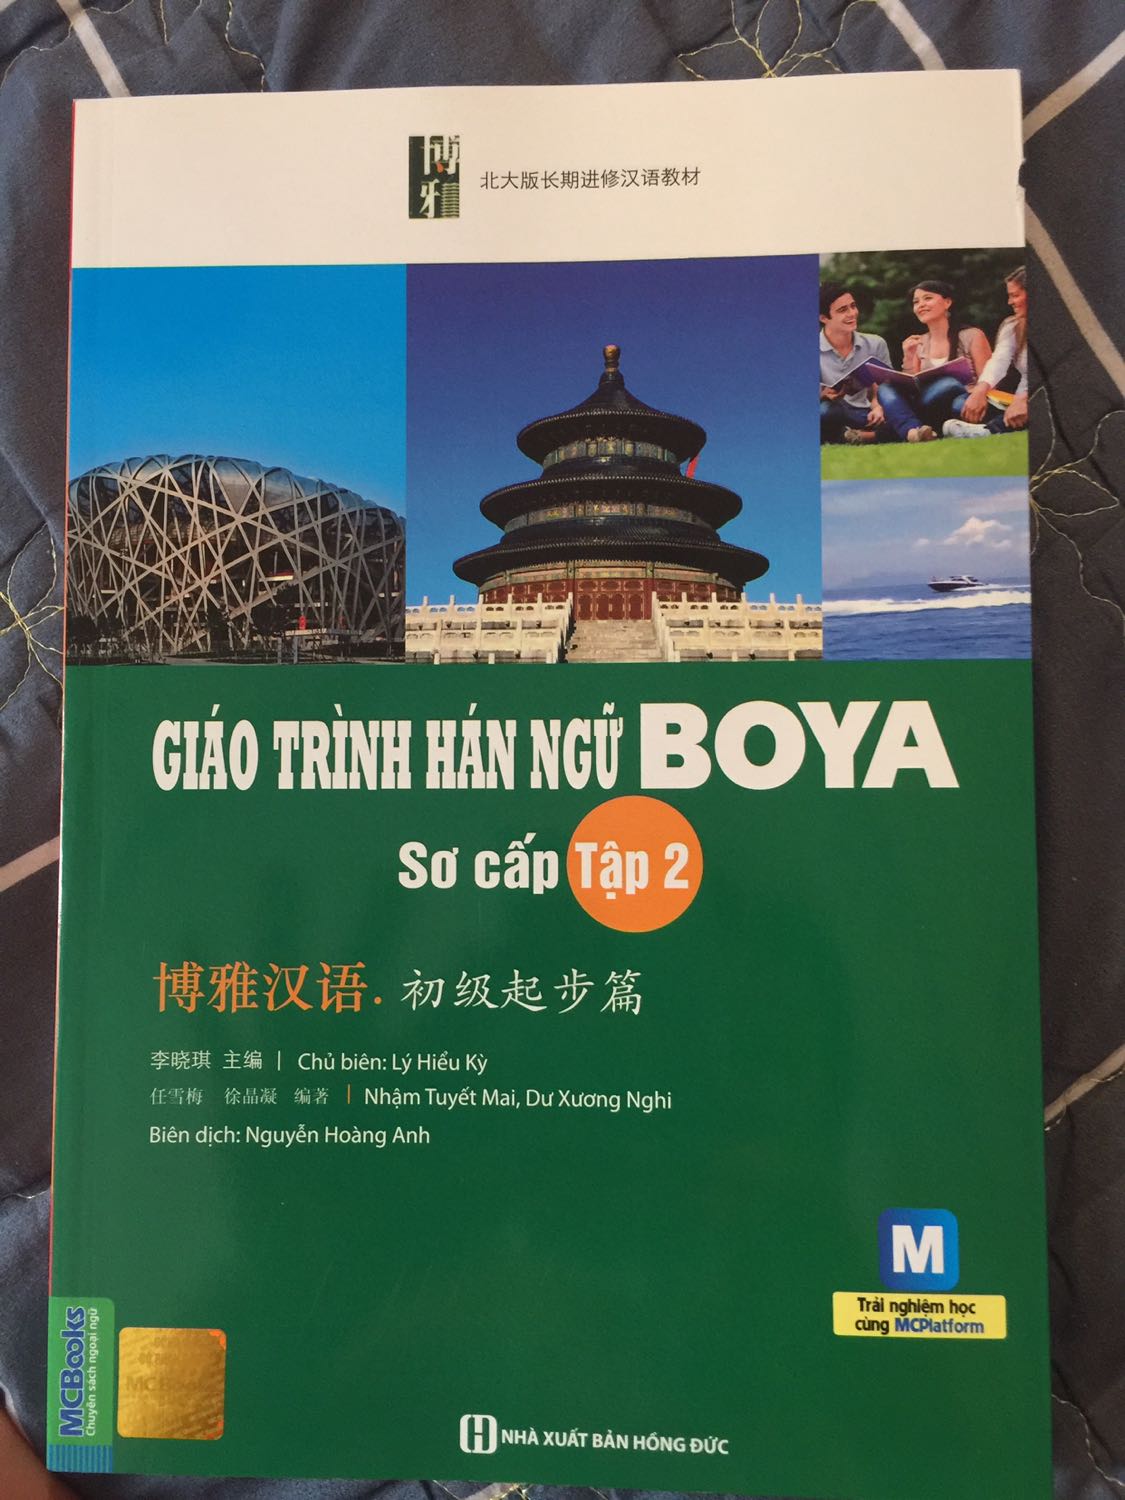 博雅
北大版长期进修汉语教材
GIÁO TRÌNH HÁN NGỮ BOYA
Sơ cấp Tập 2
博雅汉语. 初级起步篇
李晓琪 主编 | Chủ biên: Lý Hiểu Kỳ
任雪梅 徐晶凝 编著 | Nhậm Tuyết Mai, Dư Xương Nghi
Biên dịch: Nguyễn Hoàng Anh
M
Trải nghiệm học
cùng MCPlatform
MCBooks
Chuyên sách ngoại ngữ
MCBooks
NHÀ XUẤT BẢN HỒNG ĐỨC